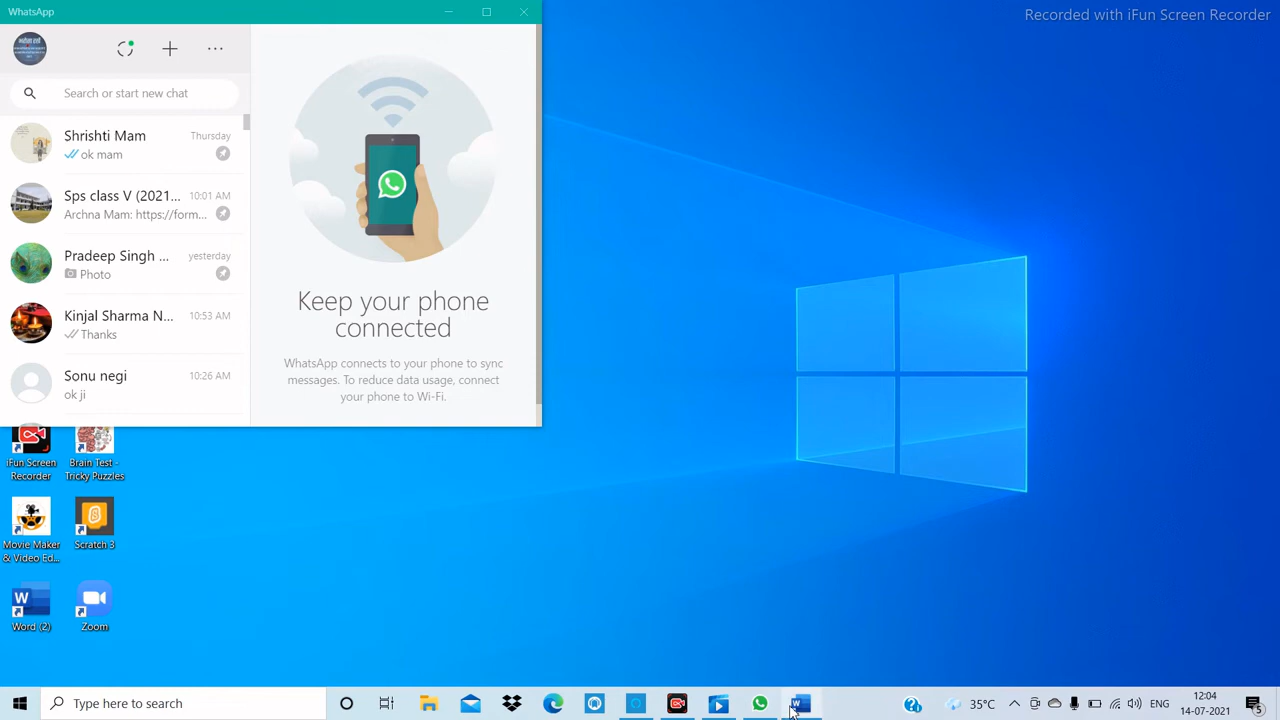 WhatsApp
Recorded with iFun Screen Recorder
Search or start new chat
Shrishti Mam
Thursday
ok mam
Sps class V (2021...
10:01 AM
Archna Mam: https://form...
Pradeep Singh ...
yesterday
Photo
Kinjal Sharma N...
10:53 AM
Thanks
Sonu negi
10:26 AM
ok ji
Keep your phone
connected
WhatsApp connects to your phone to sync
messages. To reduce data usage, connect
your phone to Wi-Fi.
iFun Screen
Recorder
Brain Test -
Tricky Puzzles
Movie Maker
& Video Ed...
Scratch 3
Word (2)
Zoom
Type here to search
35°C
ENG
12:04
14-07-2021
5